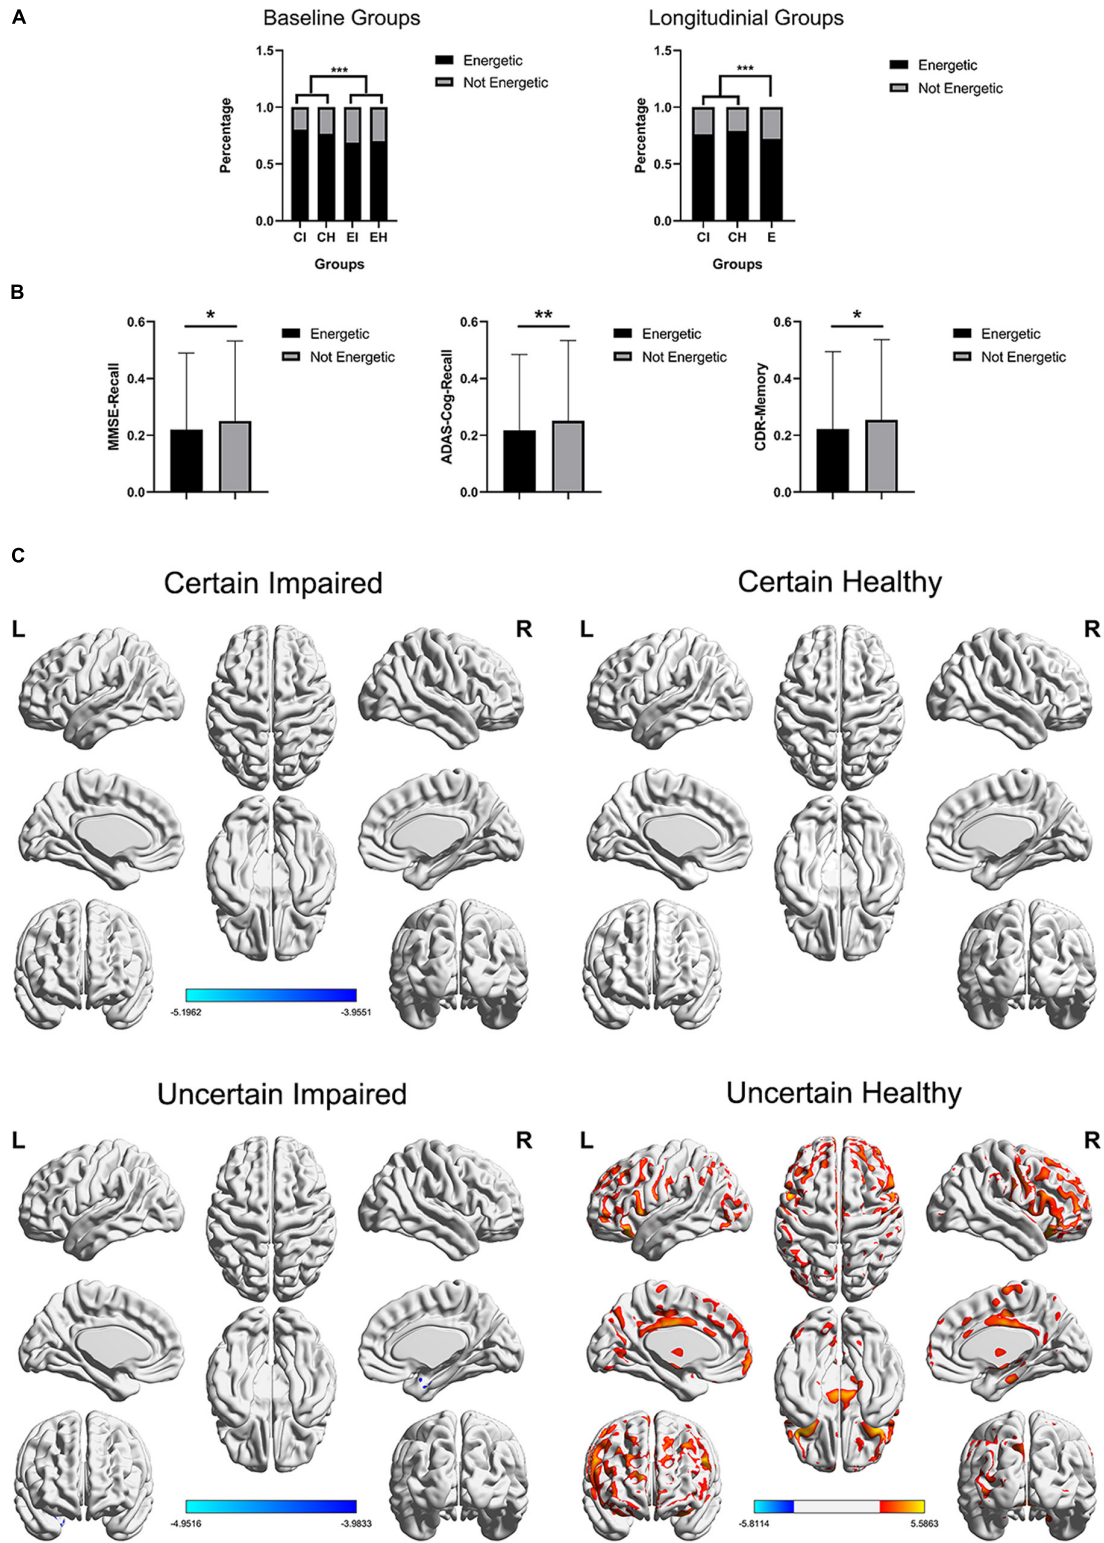 A
Baseline Groups
Longitudinial Groups
1.5
1.0
0.5
0.0
Percentage
***
Energetic
Not Energetic
CI CH EI EH
Groups
1.5
1.0
0.5
0.0
Percentage
***
Energetic
Not Energetic
CI CH E
Groups
B
0.6
0.4
0.2
0.0
MMSE-Recall
*
Energetic
Not Energetic
0.6
0.4
0.2
0.0
ADAS-Cog-Recall
**
Energetic
Not Energetic
0.6
0.4
0.2
0.0
CDR-Memory
*
Energetic
Not Energetic
C
Certain Impaired
L R
-5.1962 -3.9551
Certain Healthy
L R
Uncertain Impaired
L R
-4.9516 -3.9833
Uncertain Healthy
L R
-5.8114 5.5863